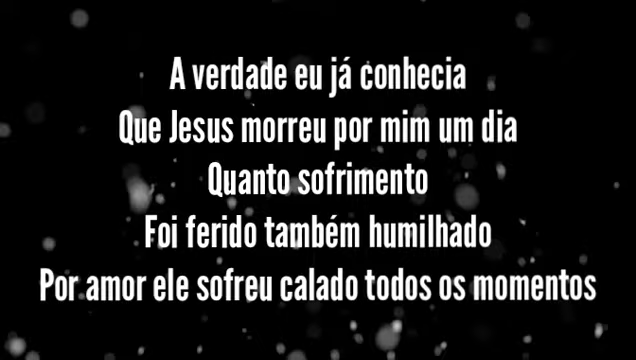 A verdade eu já conhecia
Que Jesus morreu por mim um dia
Quanto sofrimento
Foi ferido também humilhado
Por amor ele sofreu calado todos os momentos